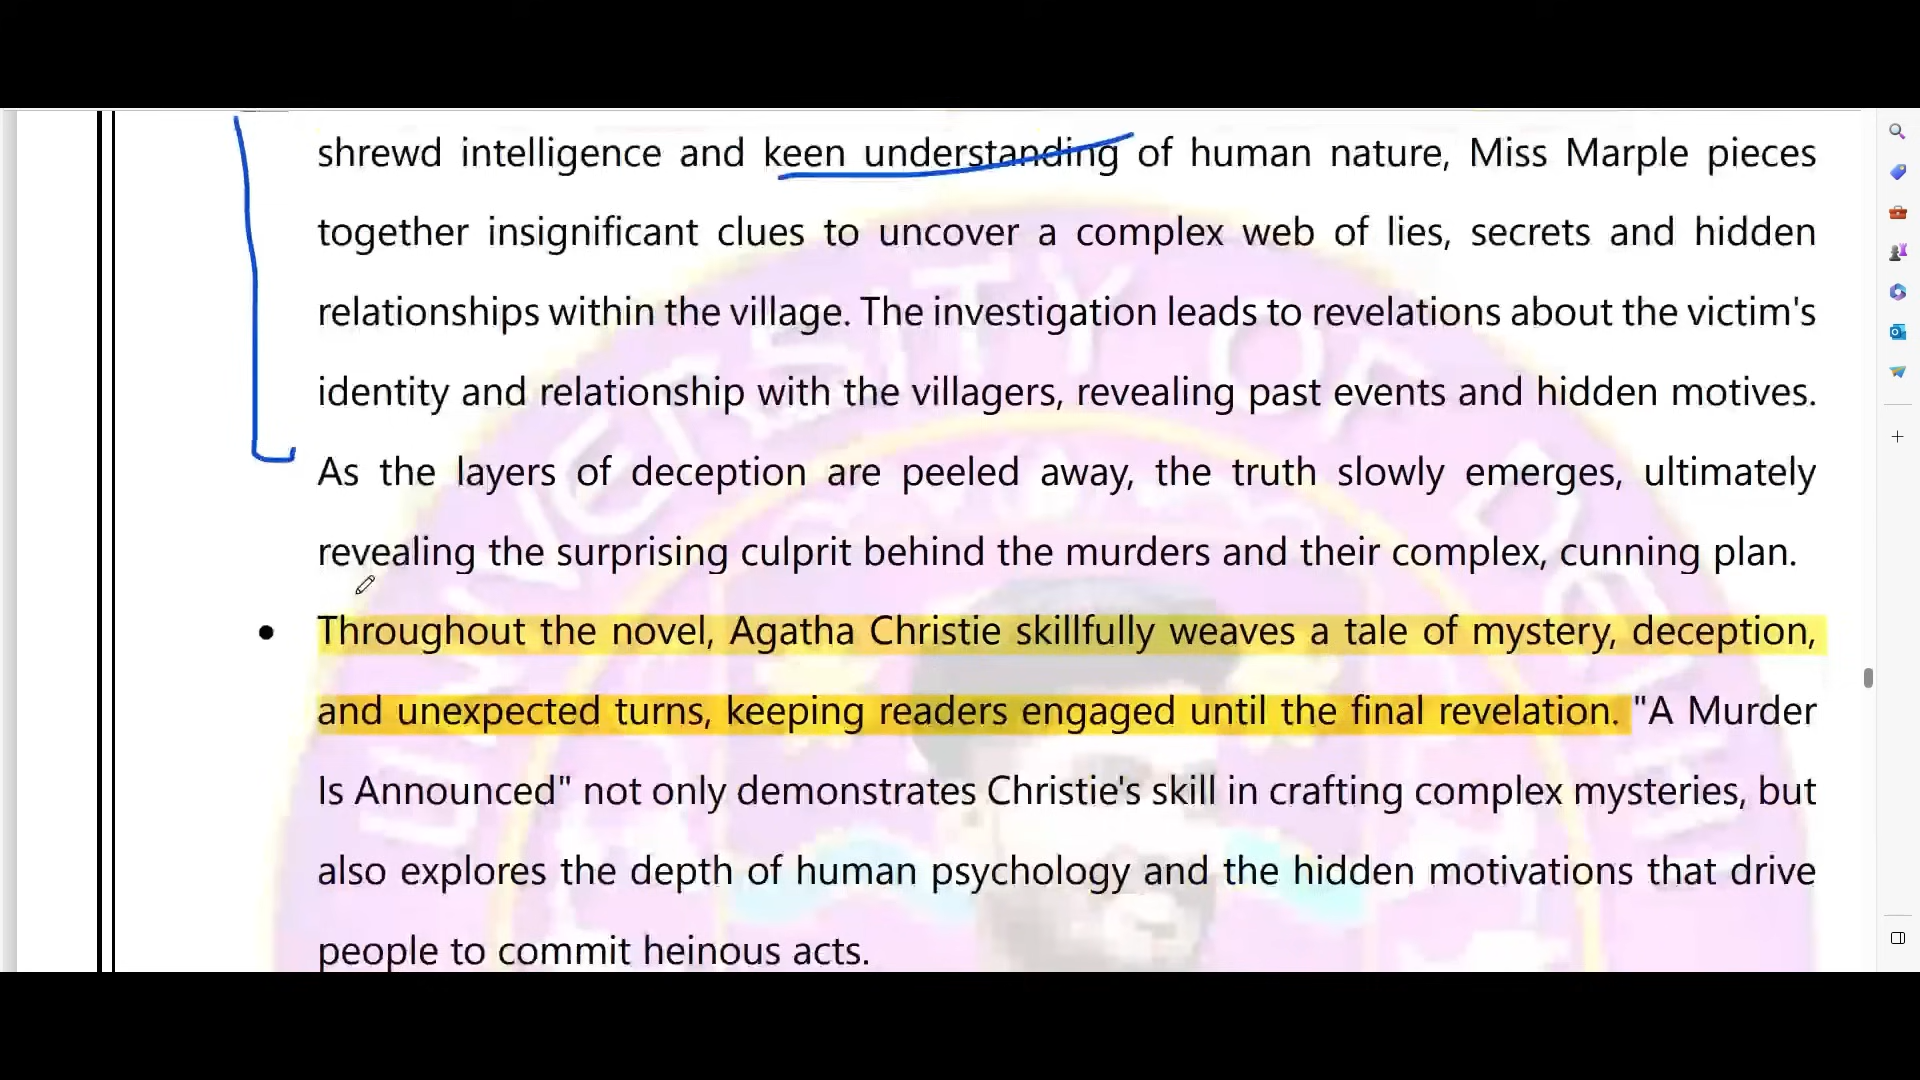 shrewd intelligence and keen understanding of human nature, Miss Marple pieces
together insignificant clues to uncover a complex web of lies, secrets and hidden
relationships within the village. The investigation leads to revelations about the victim's
identity and relationship with the villagers, revealing past events and hidden motives.
As the layers of deception are peeled away, the truth slowly emerges, ultimately
revealing the surprising culprit behind the murders and their complex, cunning plan.
• Throughout the novel, Agatha Christie skillfully weaves a tale of mystery, deception,
and unexpected turns, keeping readers engaged until the final revelation. "A Murder
Is Announced" not only demonstrates Christie's skill in crafting complex mysteries, but
also explores the depth of human psychology and the hidden motivations that drive
people to commit heinous acts.
UNIVERSITY OF DELHI